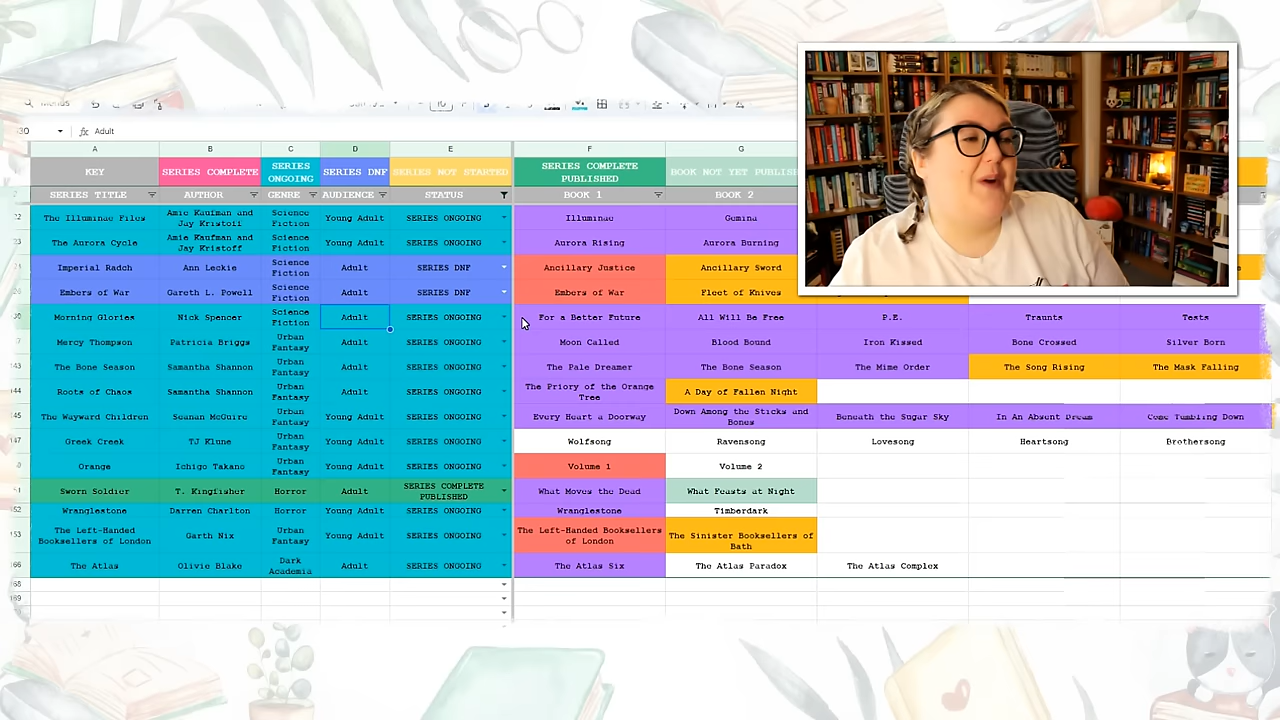 30 fx Adult
A B C D E F G
KEY SERIES COMPLETE SERIES ONGOING SERIES DNF SERIES NOT STARTED SERIES COMPLETE PUBLISHED BOOK NOT YET
SERIES TITLE AUTHOR GENRE AUDIENCE STATUS BOOK 1 BOOK 2
The Illuminae Files Amie Kaufman and Jay Kristoff Science Fiction Young Adult SERIES ONGOING Illuminae Gemina
The Aurora Cycle Amie Kaufman and Jay Kristoff Science Fiction Young Adult SERIES ONGOING Aurora Rising Aurora Burning
Imperial Radch Ann Leckie Science Fiction Adult SERIES DNF Ancillary Justice Ancillary Sword
Embers of War Gareth L. Powell Science Fiction Adult SERIES DNF Embers of War Fleet of Knives
Morning Glories Nick Spencer Science Fiction Adult SERIES ONGOING For a Better Future All Will Be Free P.E. Truants Tests
Mercy Thompson Patricia Briggs Urban Fantasy Adult SERIES ONGOING Moon Called Blood Bound Iron Kissed Bone Crossed Silver Born
The Bone Season Samantha Shannon Urban Fantasy Adult SERIES ONGOING The Pale Dreamer The Bone Season The Mime Order The Song Rising The Mask Falling
44 Roots of Chaos Samantha Shannon Urban Fantasy Adult SERIES ONGOING The Priory of the Orange Tree A Day of Fallen Night
45 The Wayward Children Seanan McGuire Urban Fantasy Young Adult SERIES ONGOING Every Heart a Doorway Down Among the Sticks and Bones Beneath the Sugar Sky In An Absent Dream Come Tumbling Down
Greek Creek TJ Klune Urban Fantasy Adult SERIES ONGOING Wolfsong Ravensong Lovesong Heartsong Brothersong
Orange Ichigo Takano Urban Fantasy Young Adult SERIES ONGOING Volume 1 Volume 2
Sworn Soldier T. Kingfisher Horror Adult SERIES COMPLETE PUBLISHED What Moves the Dead What Feasts at Night
Wranglestone Darren Charlton Horror Young Adult SERIES ONGOING Wranglestone Timberdark
The Left-Handed Booksellers of London Garth Nix Urban Fantasy Young Adult SERIES ONGOING The Left-Handed Booksellers of London The Sinister Booksellers of Bath
The Atlas Olivie Blake Dark Academia Adult SERIES ONGOING The Atlas Six The Atlas Paradox The Atlas Complex